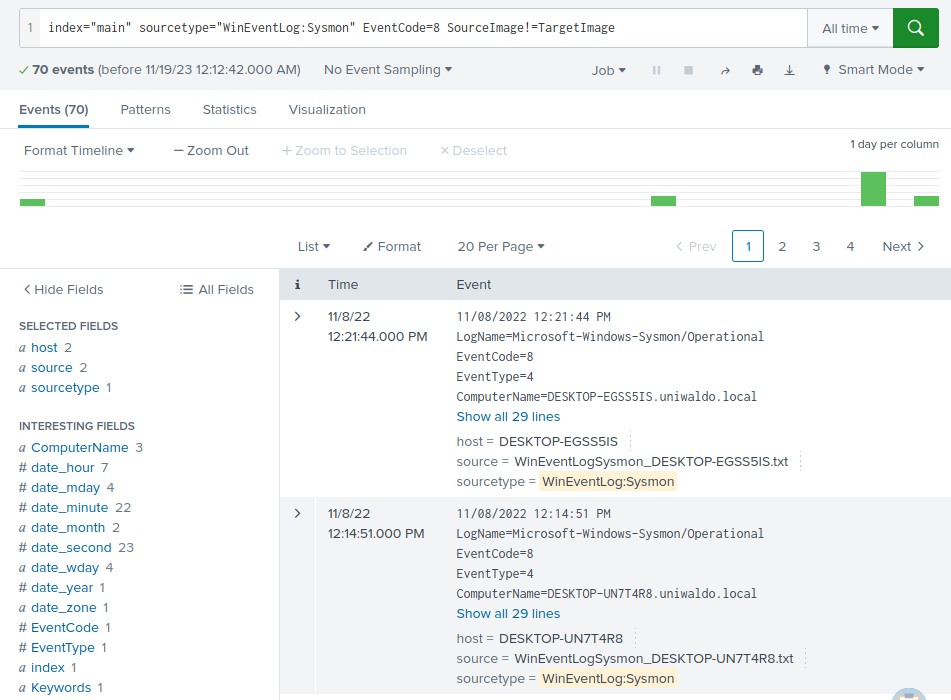 1 index="main" sourcetype="WinEventLog:Sysmon" EventCode=8 SourceImage!=TargetImage
All time
70 events (before 11/19/23 12:12:42.000 AM) No Event Sampling Job Smart Mode
Events (70) Patterns Statistics Visualization
Format Timeline — Zoom Out + Zoom to Selection × Deselect 1 day per column
List Format 20 Per Page < Prev 1 2 3 4 Next >
< Hide Fields All Fields
SELECTED FIELDS
a host 2
a source 2
a sourcetype 1
INTERESTING FIELDS
a ComputerName 3
# date_hour 7
# date_mday 4
# date_minute 22
a date_month 2
# date_second 23
a date_wday 4
# date_year 1
a date_zone 1
# EventCode 1
# EventType 1
a index 1
a Keywords 1
i Time Event
> 11/8/22
12:21:44.000 PM
11/08/2022 12:21:44 PM
LogName=Microsoft-Windows-Sysmon/Operational
EventCode=8
EventType=4
ComputerName=DESKTOP-EGSS5IS.uniwaldo.local
Show all 29 lines
host = DESKTOP-EGSS5IS
source = WinEventLogSysmon_DESKTOP-EGSS5IS.txt
sourcetype = WinEventLog:Sysmon
> 11/8/22
12:14:51.000 PM
11/08/2022 12:14:51 PM
LogName=Microsoft-Windows-Sysmon/Operational
EventCode=8
EventType=4
ComputerName=DESKTOP-UN7T4R8.uniwaldo.local
Show all 29 lines
host = DESKTOP-UN7T4R8
source = WinEventLogSysmon_DESKTOP-UN7T4R8.txt
sourcetype = WinEventLog:Sysmon